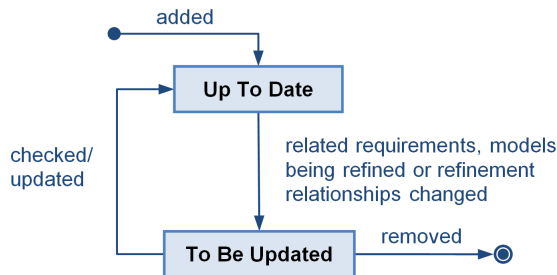 added
Up To Date
checked/
updated
related requirements, models
being refined or refinement
relationships changed
To Be Updated
removed